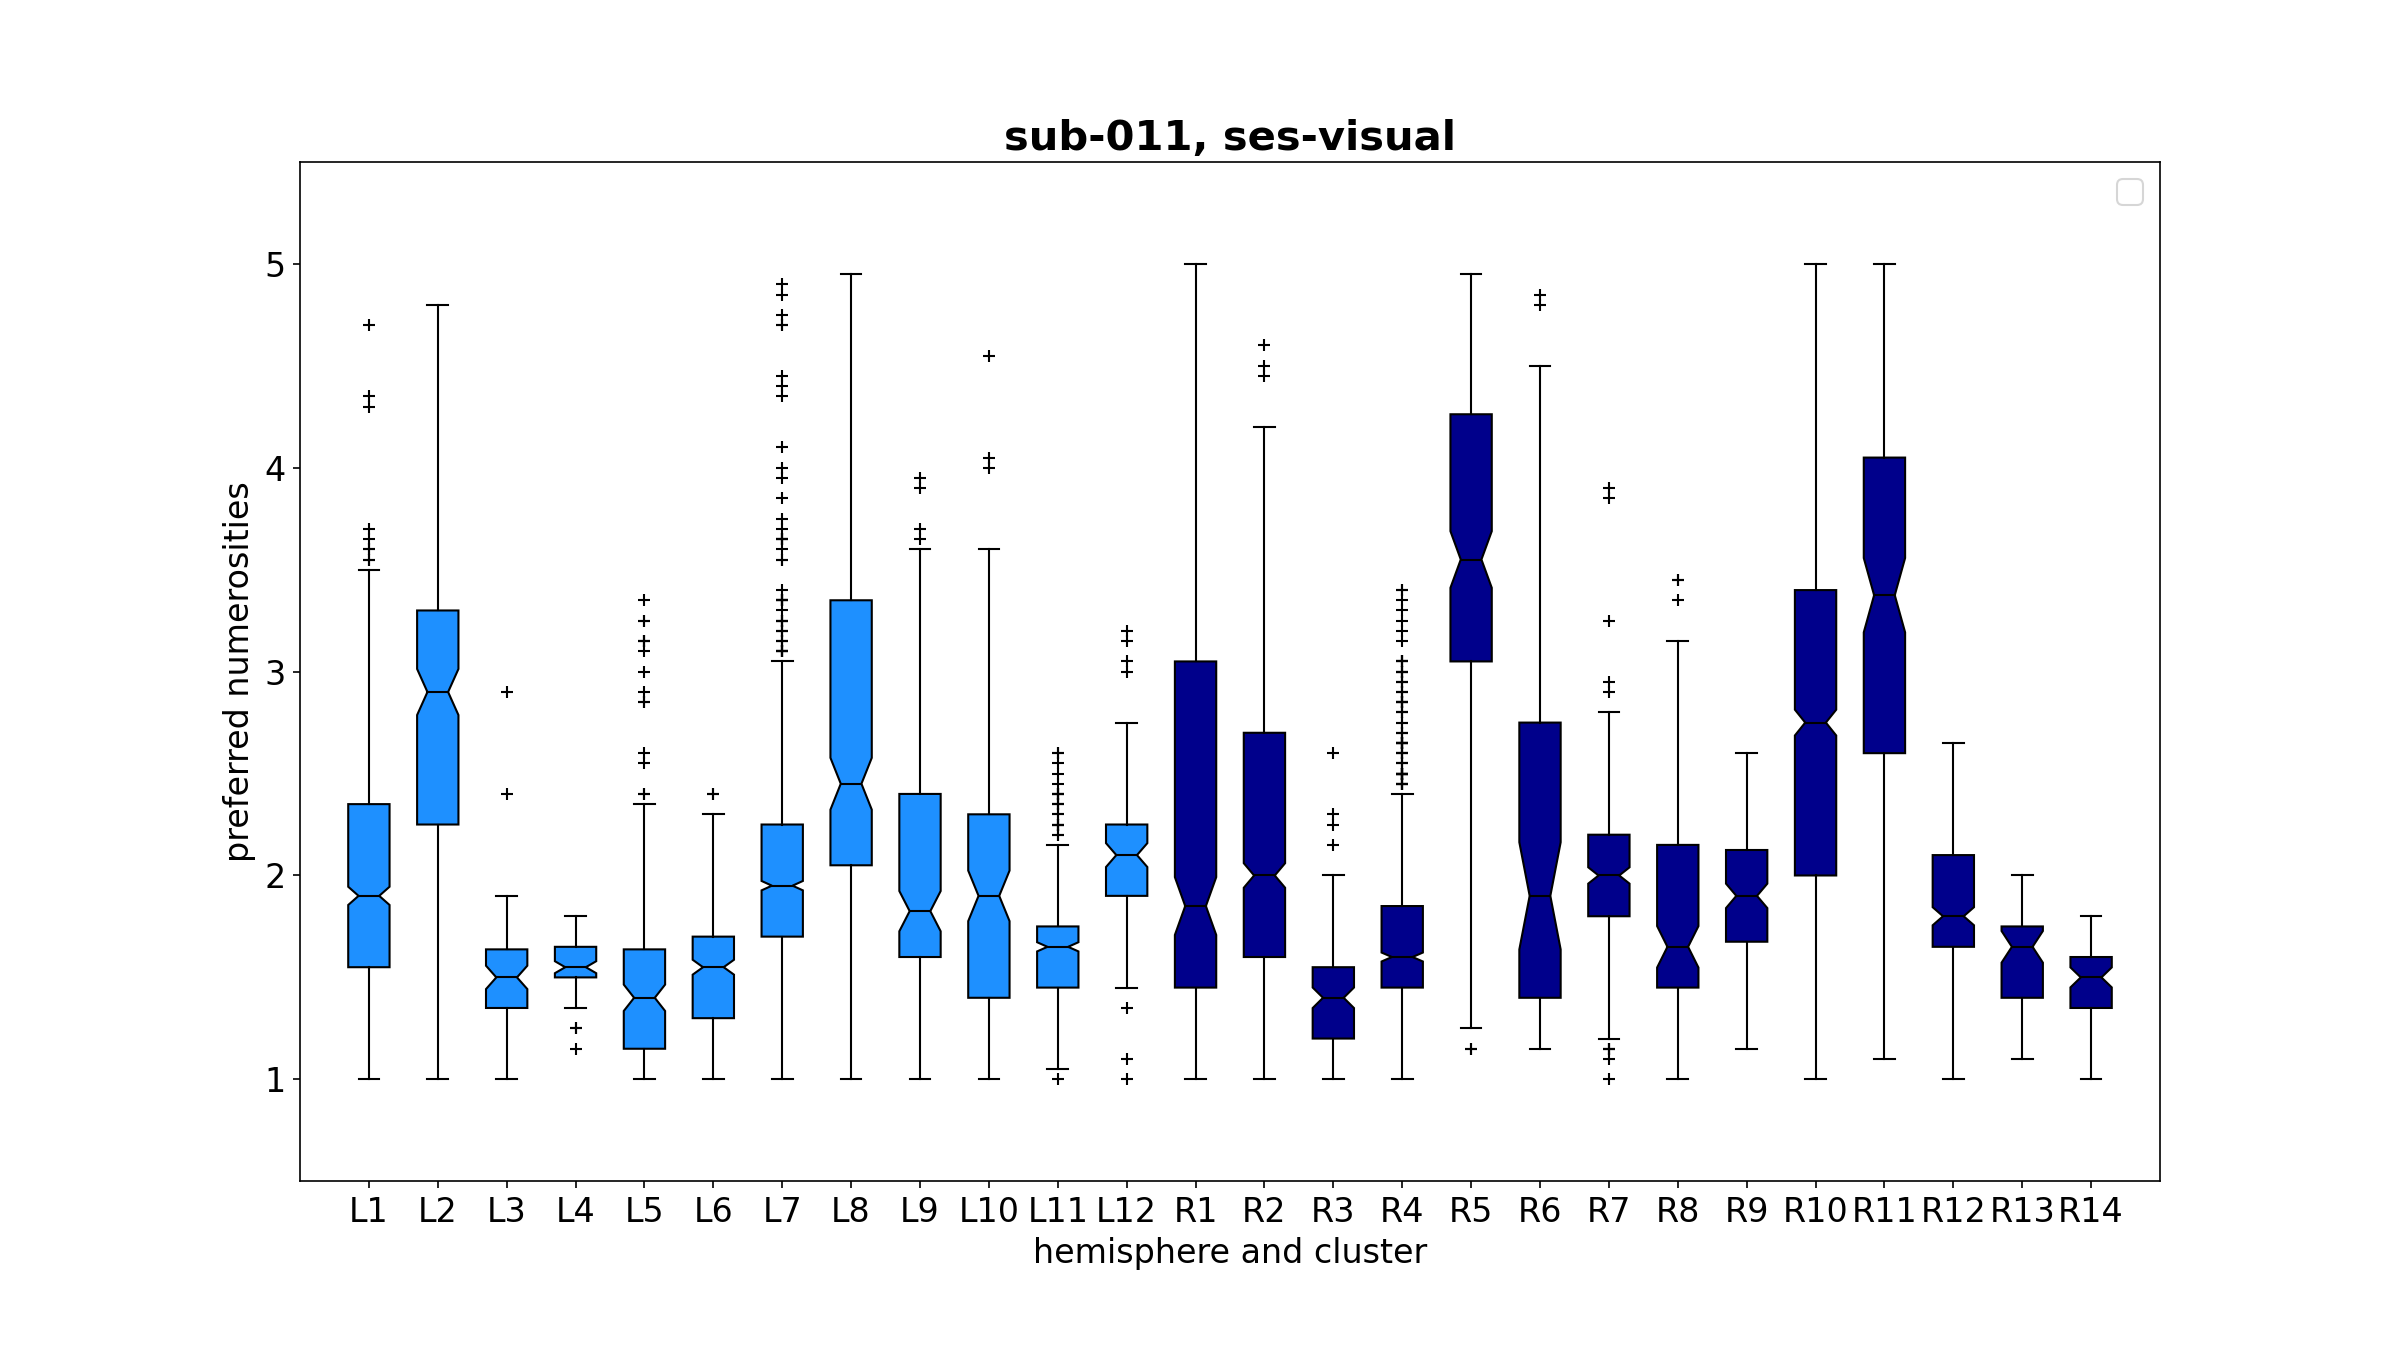 sub-011, ses-visual
5
4
3
2
1
preferred numerosities
L1 L2 L3 L4 L5 L6 L7 L8 L9 L10 L11 L12 R1 R2 R3 R4 R5 R6 R7 R8 R9 R10 R11 R12 R13 R14
hemisphere and cluster